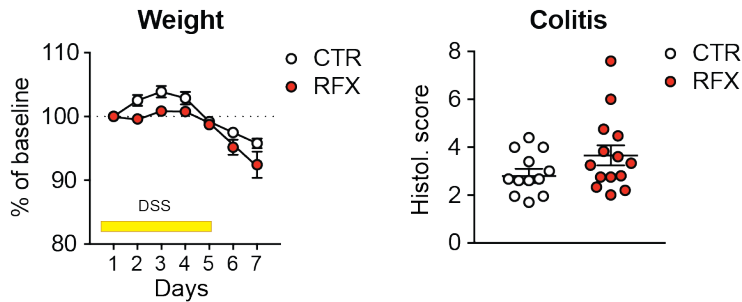 Weight
110
100
90
80
% of baseline
CTR
RFX
DSS
1 2 3 4 5 6 7
Days
Colitis
8
6
4
2
0
Histol. score
CTR
RFX